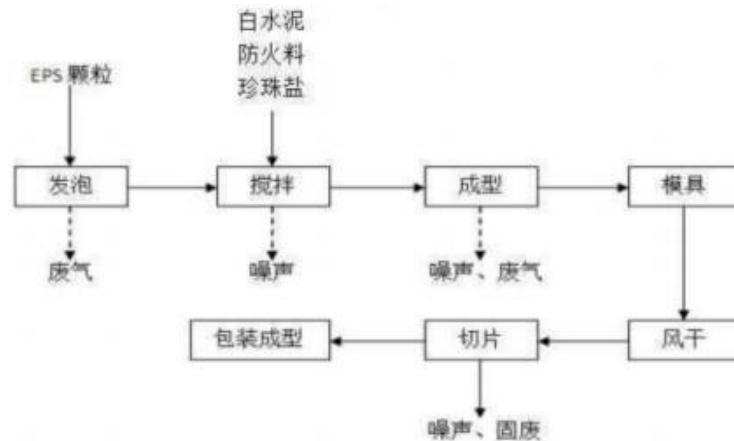 白水泥
防火料
珍珠盐
EPS 颗粒
发泡
搅拌
成型
模具
废气
噪声
噪声、废气
包装成型
切片
风干
噪声、固废